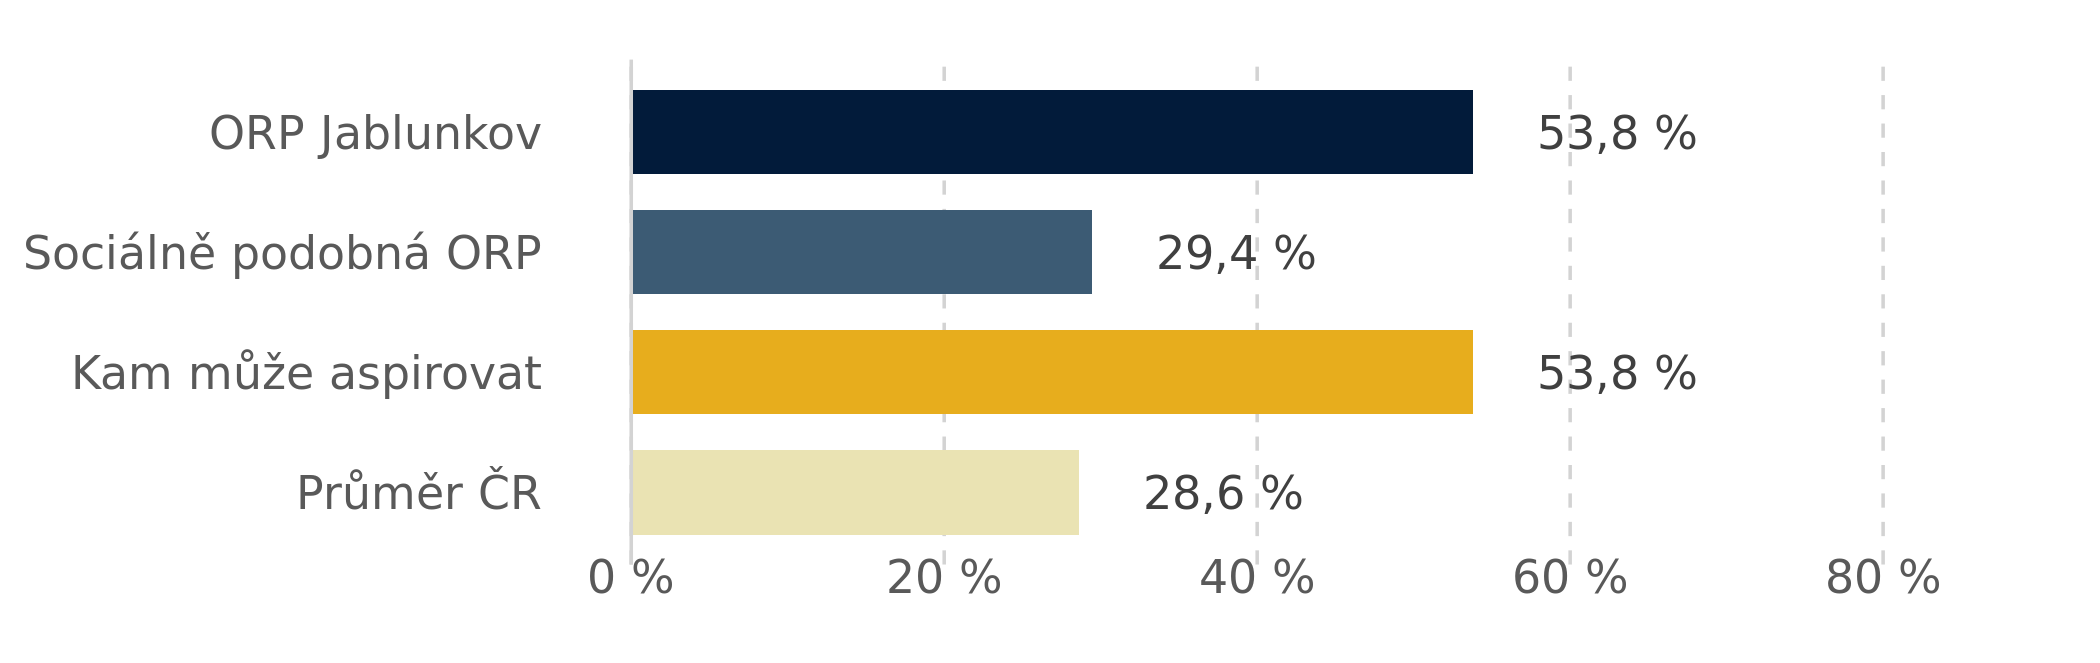 ORP Jablunkov 53,8 %
Sociálně podobná ORP 29,4 %
Kam může aspirovat 53,8 %
Průměr ČR 28,6 %
0 % 20 % 40 % 60 % 80 %